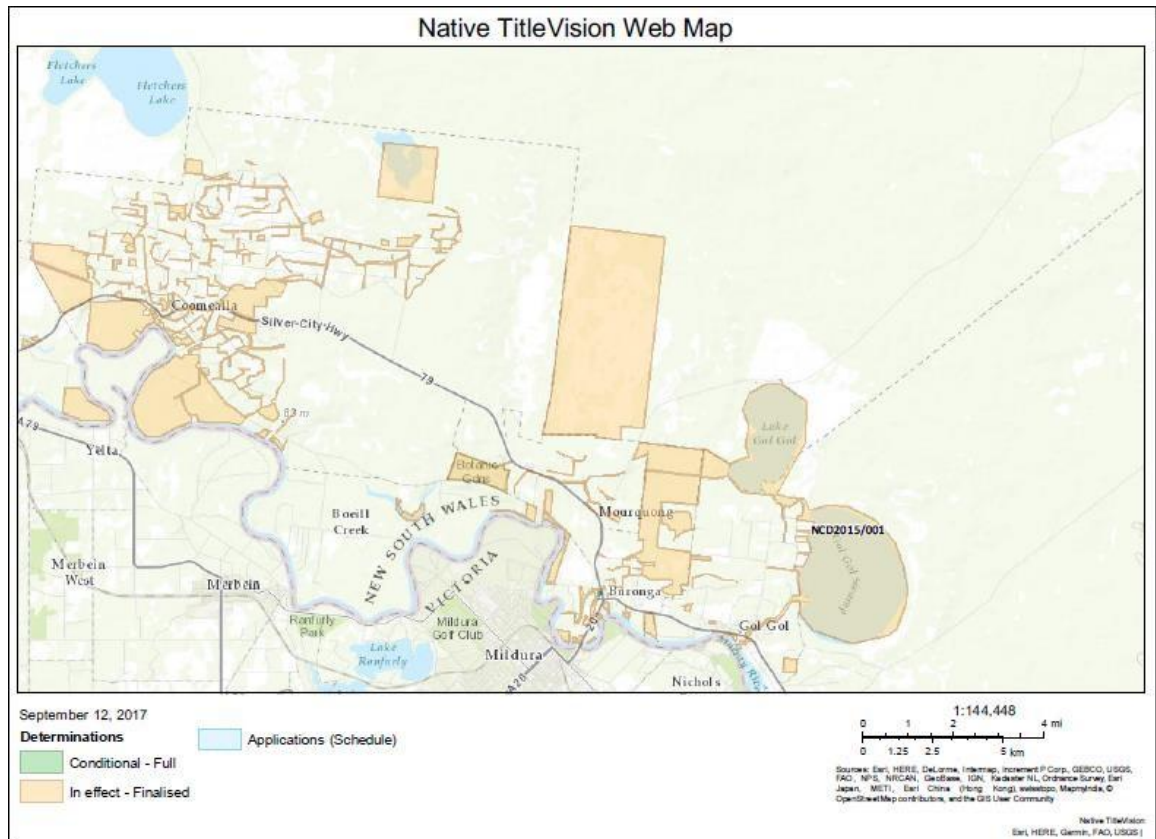 Native TitleVision Web Map
Fletchers
Lake
Fletchers
Lake
Coomealla
Silver-City-Hwy
79
83 m
A79
Yelta
Lake
Gol Gol
Botanic
Gdns
Mourquong
NCD2015/001
Gol Gol
Swamp
Boeill
Creek
NEW SOUTH WALES
VICTORIA
Merbein
West
Merbein
Buronga
Ranfurly
Park
Mildura
Golf Club
20
Gol Gol
Lake
Ranfurly
Mildura
A20
Nichols
September 12, 2017
Determinations
Conditional - Full
In effect - Finalised
Applications (Schedule)
1:144,448
0 1 2 4 mi
0 1.25 2.5 5 km
Sources: Esri, HERE, DeLorme, Intermap, increment P Corp., GEBCO, USGS,
FAO, NPS, NRCAN, GeoBase, IGN, Kadaster NL, Ordnance Survey, Esri
Japan, METI, Esri China (Hong Kong), swisstopo, MapmyIndia, ©
OpenStreetMap contributors, and the GIS User Community
Native TitleVision
Esri, HERE, Garmin, FAO, USGS |